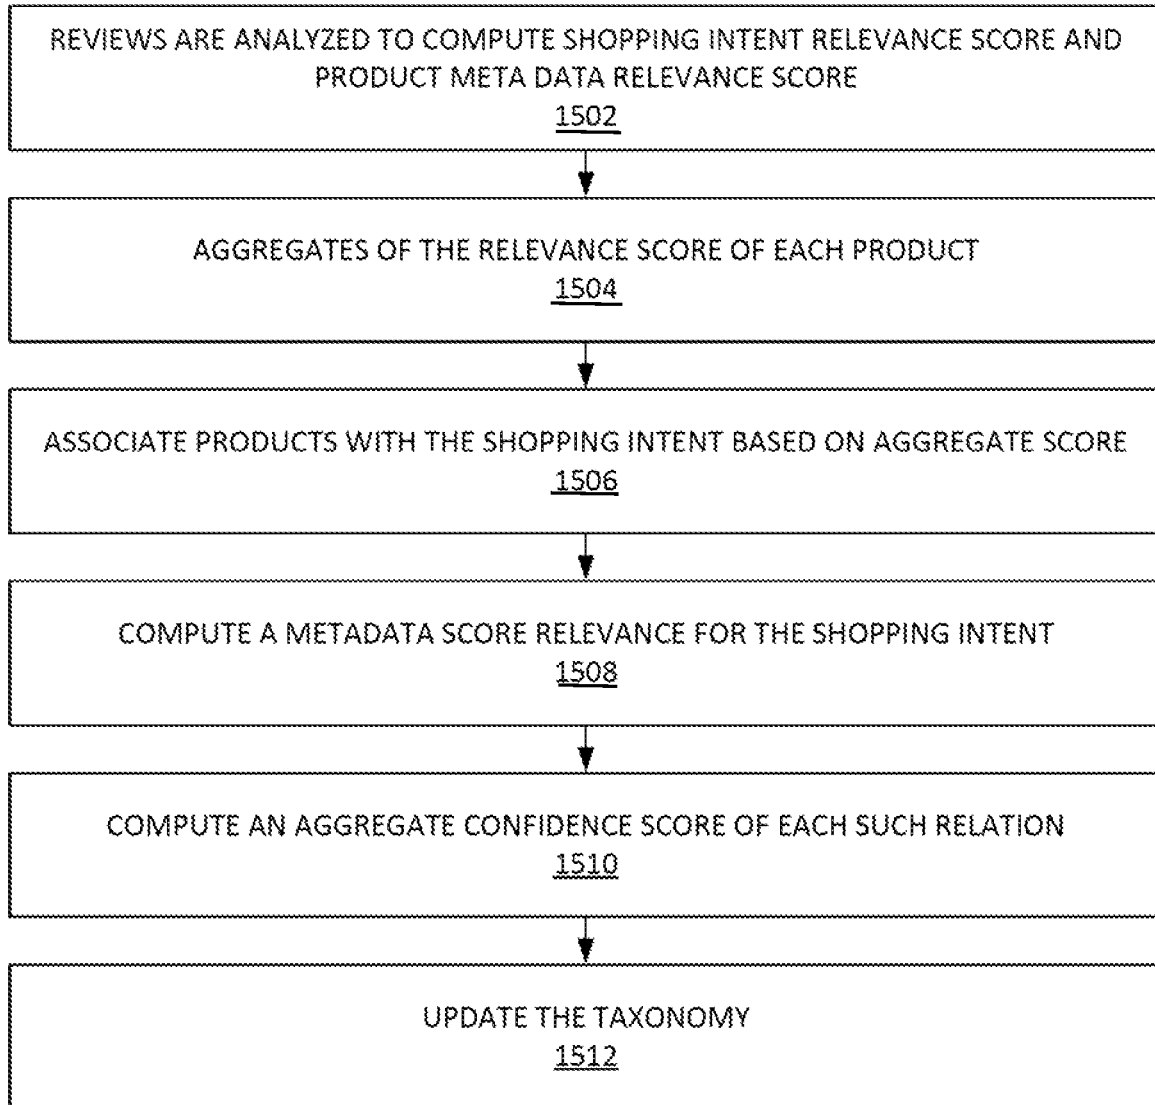 REVIEWS ARE ANALYZED TO COMPUTE SHOPPING INTENT RELEVANCE SCORE AND
PRODUCT META DATA RELEVANCE SCORE
1502
AGGREGATES OF THE RELEVANCE SCORE OF EACH PRODUCT
1504
ASSOCIATE PRODUCTS WITH THE SHOPPING INTENT BASED ON AGGREGATE SCORE
1506
COMPUTE A METADATA SCORE RELEVANCE FOR THE SHOPPING INTENT
1508
COMPUTE AN AGGREGATE CONFIDENCE SCORE OF EACH SUCH RELATION
1510
UPDATE THE TAXONOMY
1512